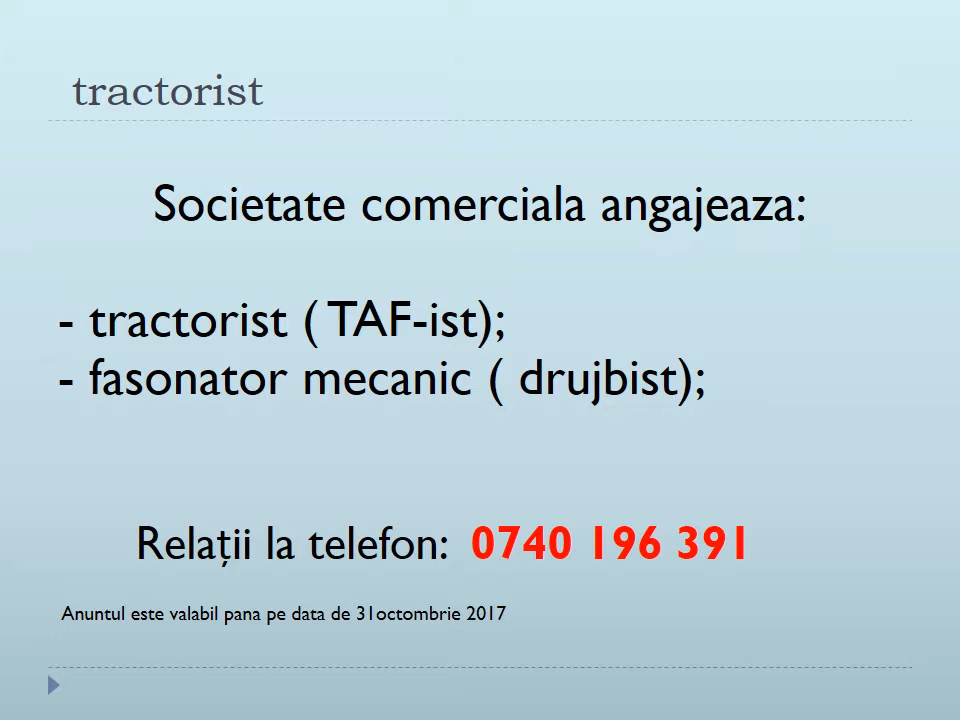 tractorist
Societate comerciala angajeaza:
- tractorist ( TAF-ist);
- fasonator mecanic ( drujbist);
Relații la telefon: 0740 196 391
Anuntul este valabil pana pe data de 31octombrie 2017